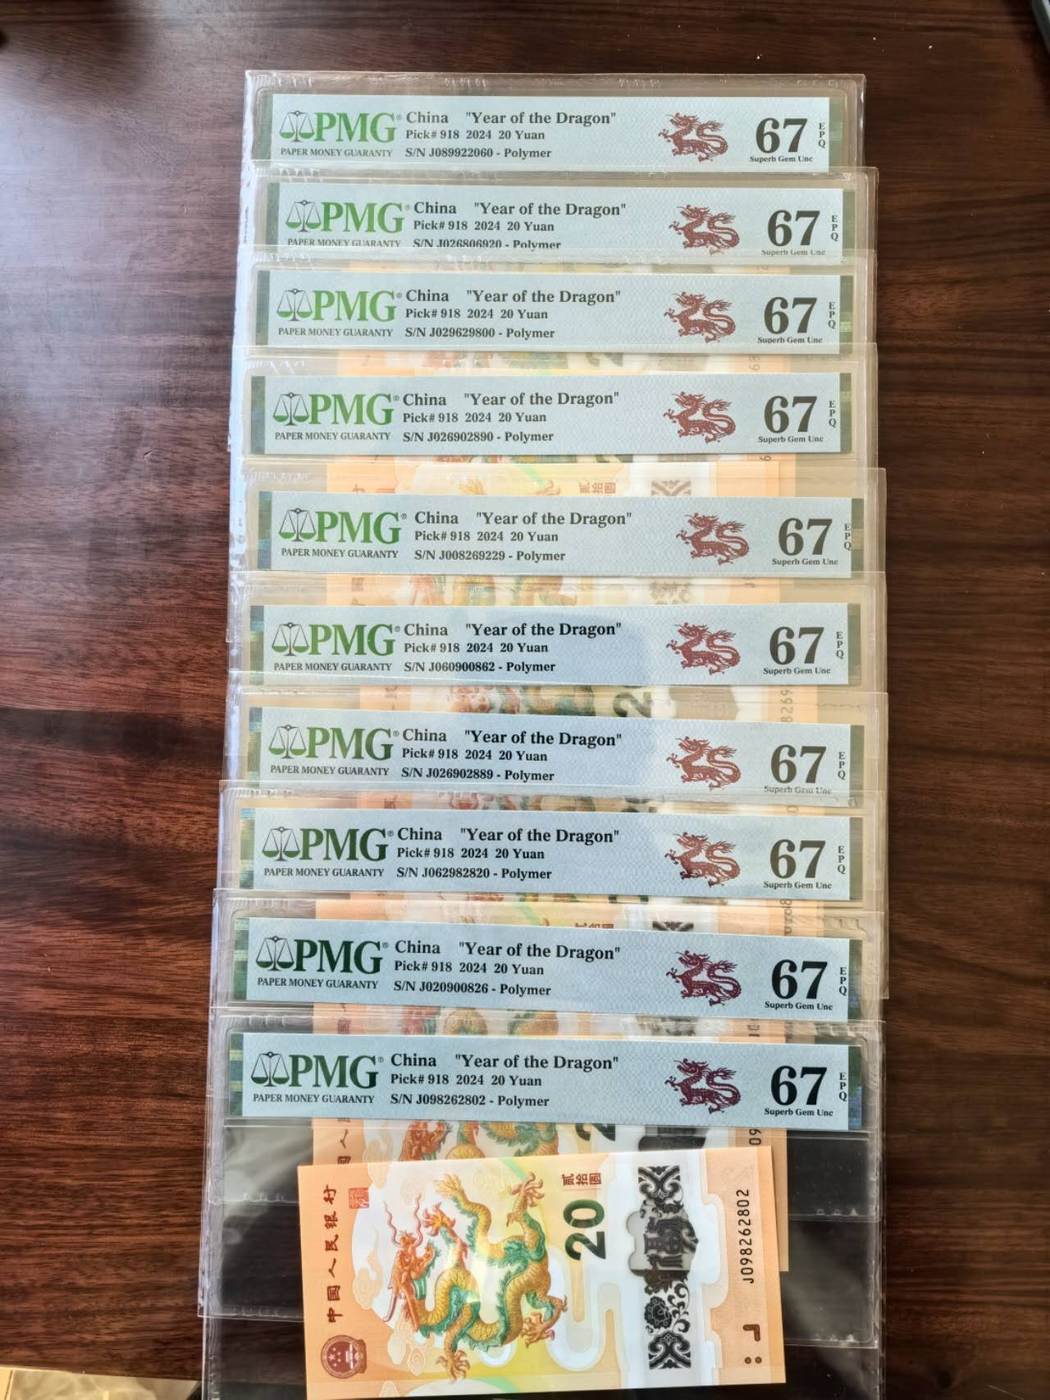 PMG®
PAPER MONEY GUARANTY
China "Year of the Dragon"
Pick# 918 2024 20 Yuan
S/N J089922060 - Polymer
67
EPQ
Superb Gem Unc
PMG®
PAPER MONEY GUARANTY
China "Year of the Dragon"
Pick# 918 2024 20 Yuan
S/N J026806920 - Polymer
67
EPQ
Superb Gem Unc
PMG®
PAPER MONEY GUARANTY
China "Year of the Dragon"
Pick# 918 2024 20 Yuan
S/N J029629800 - Polymer
67
EPQ
Superb Gem Unc
PMG®
PAPER MONEY GUARANTY
China "Year of the Dragon"
Pick# 918 2024 20 Yuan
S/N J026902890 - Polymer
67
EPQ
Superb Gem Unc
贰拾圆
PMG®
PAPER MONEY GUARANTY
China "Year of the Dragon"
Pick# 918 2024 20 Yuan
S/N J008269229 - Polymer
67
EPQ
Superb Gem Unc
PMG®
PAPER MONEY GUARANTY
China "Year of the Dragon"
Pick# 918 2024 20 Yuan
S/N J060900862 - Polymer
67
EPQ
Superb Gem Unc
PMG®
PAPER MONEY GUARANTY
China "Year of the Dragon"
Pick# 918 2024 20 Yuan
S/N J026902889 - Polymer
67
EPQ
Superb Gem Unc
PMG®
PAPER MONEY GUARANTY
China "Year of the Dragon"
Pick# 918 2024 20 Yuan
S/N J062982820 - Polymer
67
EPQ
Superb Gem Unc
PMG®
PAPER MONEY GUARANTY
China "Year of the Dragon"
Pick# 918 2024 20 Yuan
S/N J020900826 - Polymer
67
EPQ
Superb Gem Unc
PMG®
PAPER MONEY GUARANTY
China "Year of the Dragon"
Pick# 918 2024 20 Yuan
S/N J098262802 - Polymer
67
EPQ
Superb Gem Unc
中国人民银行
贰拾圆
20
J098262802